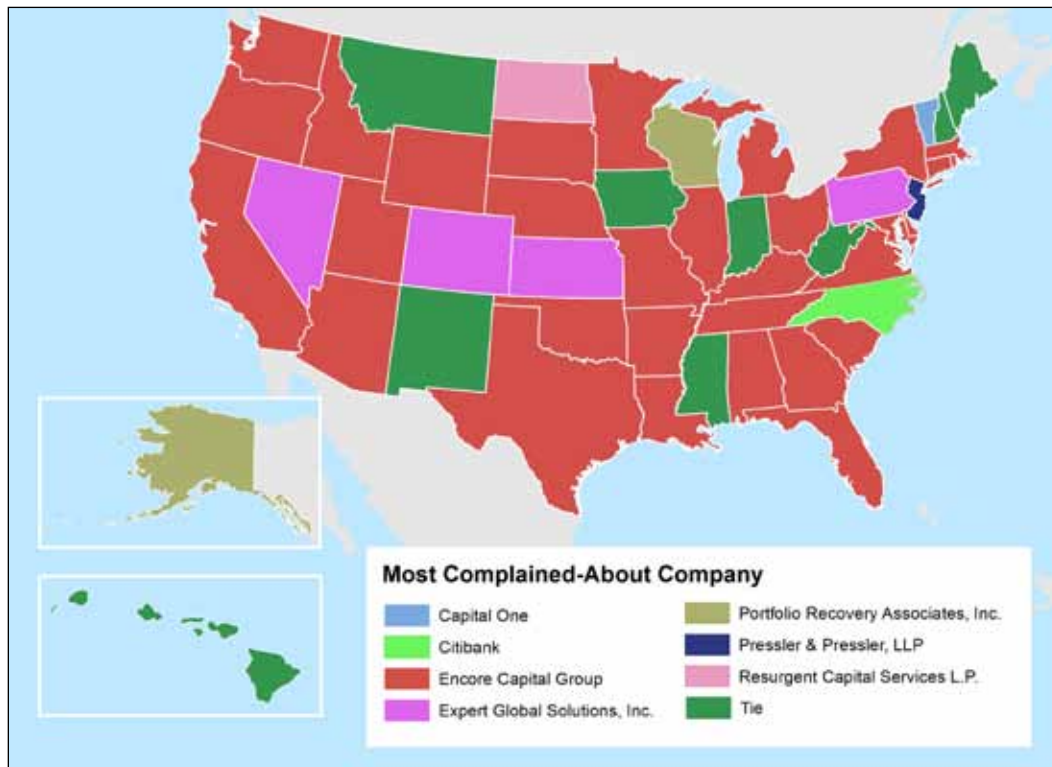 Most Complained-About Company
Capital One
Citibank
Encore Capital Group
Expert Global Solutions, Inc.
Portfolio Recovery Associates, Inc.
Pressler & Pressler, LLP
Resurgent Capital Services L.P.
Tie